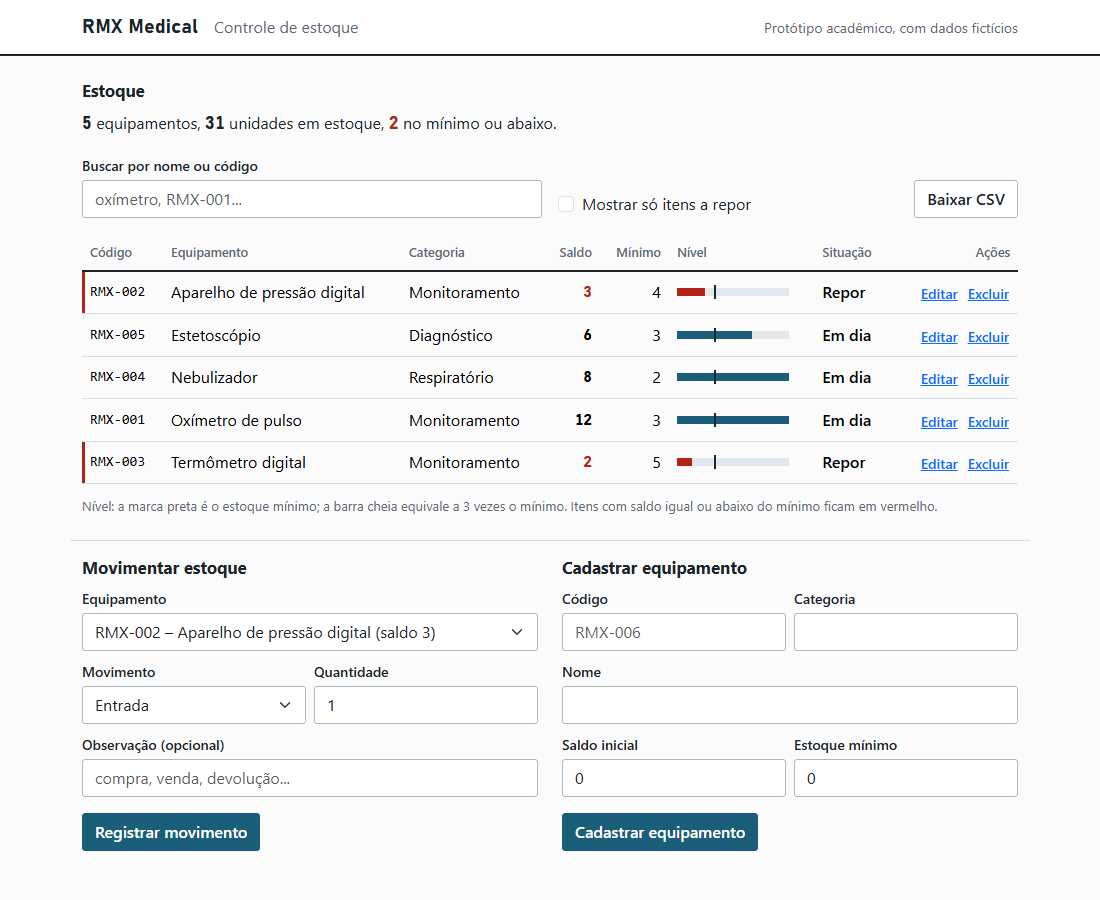 RMX Medical Controle de estoque Protótipo acadêmico, com dados fictícios
Estoque
5 equipamentos, 31 unidades em estoque, 2 no mínimo ou abaixo.
Buscar por nome ou código
oxímetro, RMX-001... Mostrar só itens a repor Baixar CSV
Código Equipamento Categoria Saldo Mínimo Nível Situação Ações
RMX-002 Aparelho de pressão digital Monitoramento 3 4 Repor Editar Excluir
RMX-005 Estetoscópio Diagnóstico 6 3 Em dia Editar Excluir
RMX-004 Nebulizador Respiratório 8 2 Em dia Editar Excluir
RMX-001 Oxímetro de pulso Monitoramento 12 3 Em dia Editar Excluir
RMX-003 Termômetro digital Monitoramento 2 5 Repor Editar Excluir
Nível: a marca preta é o estoque mínimo; a barra cheia equivale a 3 vezes o mínimo. Itens com saldo igual ou abaixo do mínimo ficam em vermelho.
Movimentar estoque
Equipamento
RMX-002 – Aparelho de pressão digital (saldo 3)
Movimento Quantidade
Entrada 1
Observação (opcional)
compra, venda, devolução...
Registrar movimento
Cadastrar equipamento
Código Categoria
RMX-006
Nome
Saldo inicial Estoque mínimo
0 0
Cadastrar equipamento